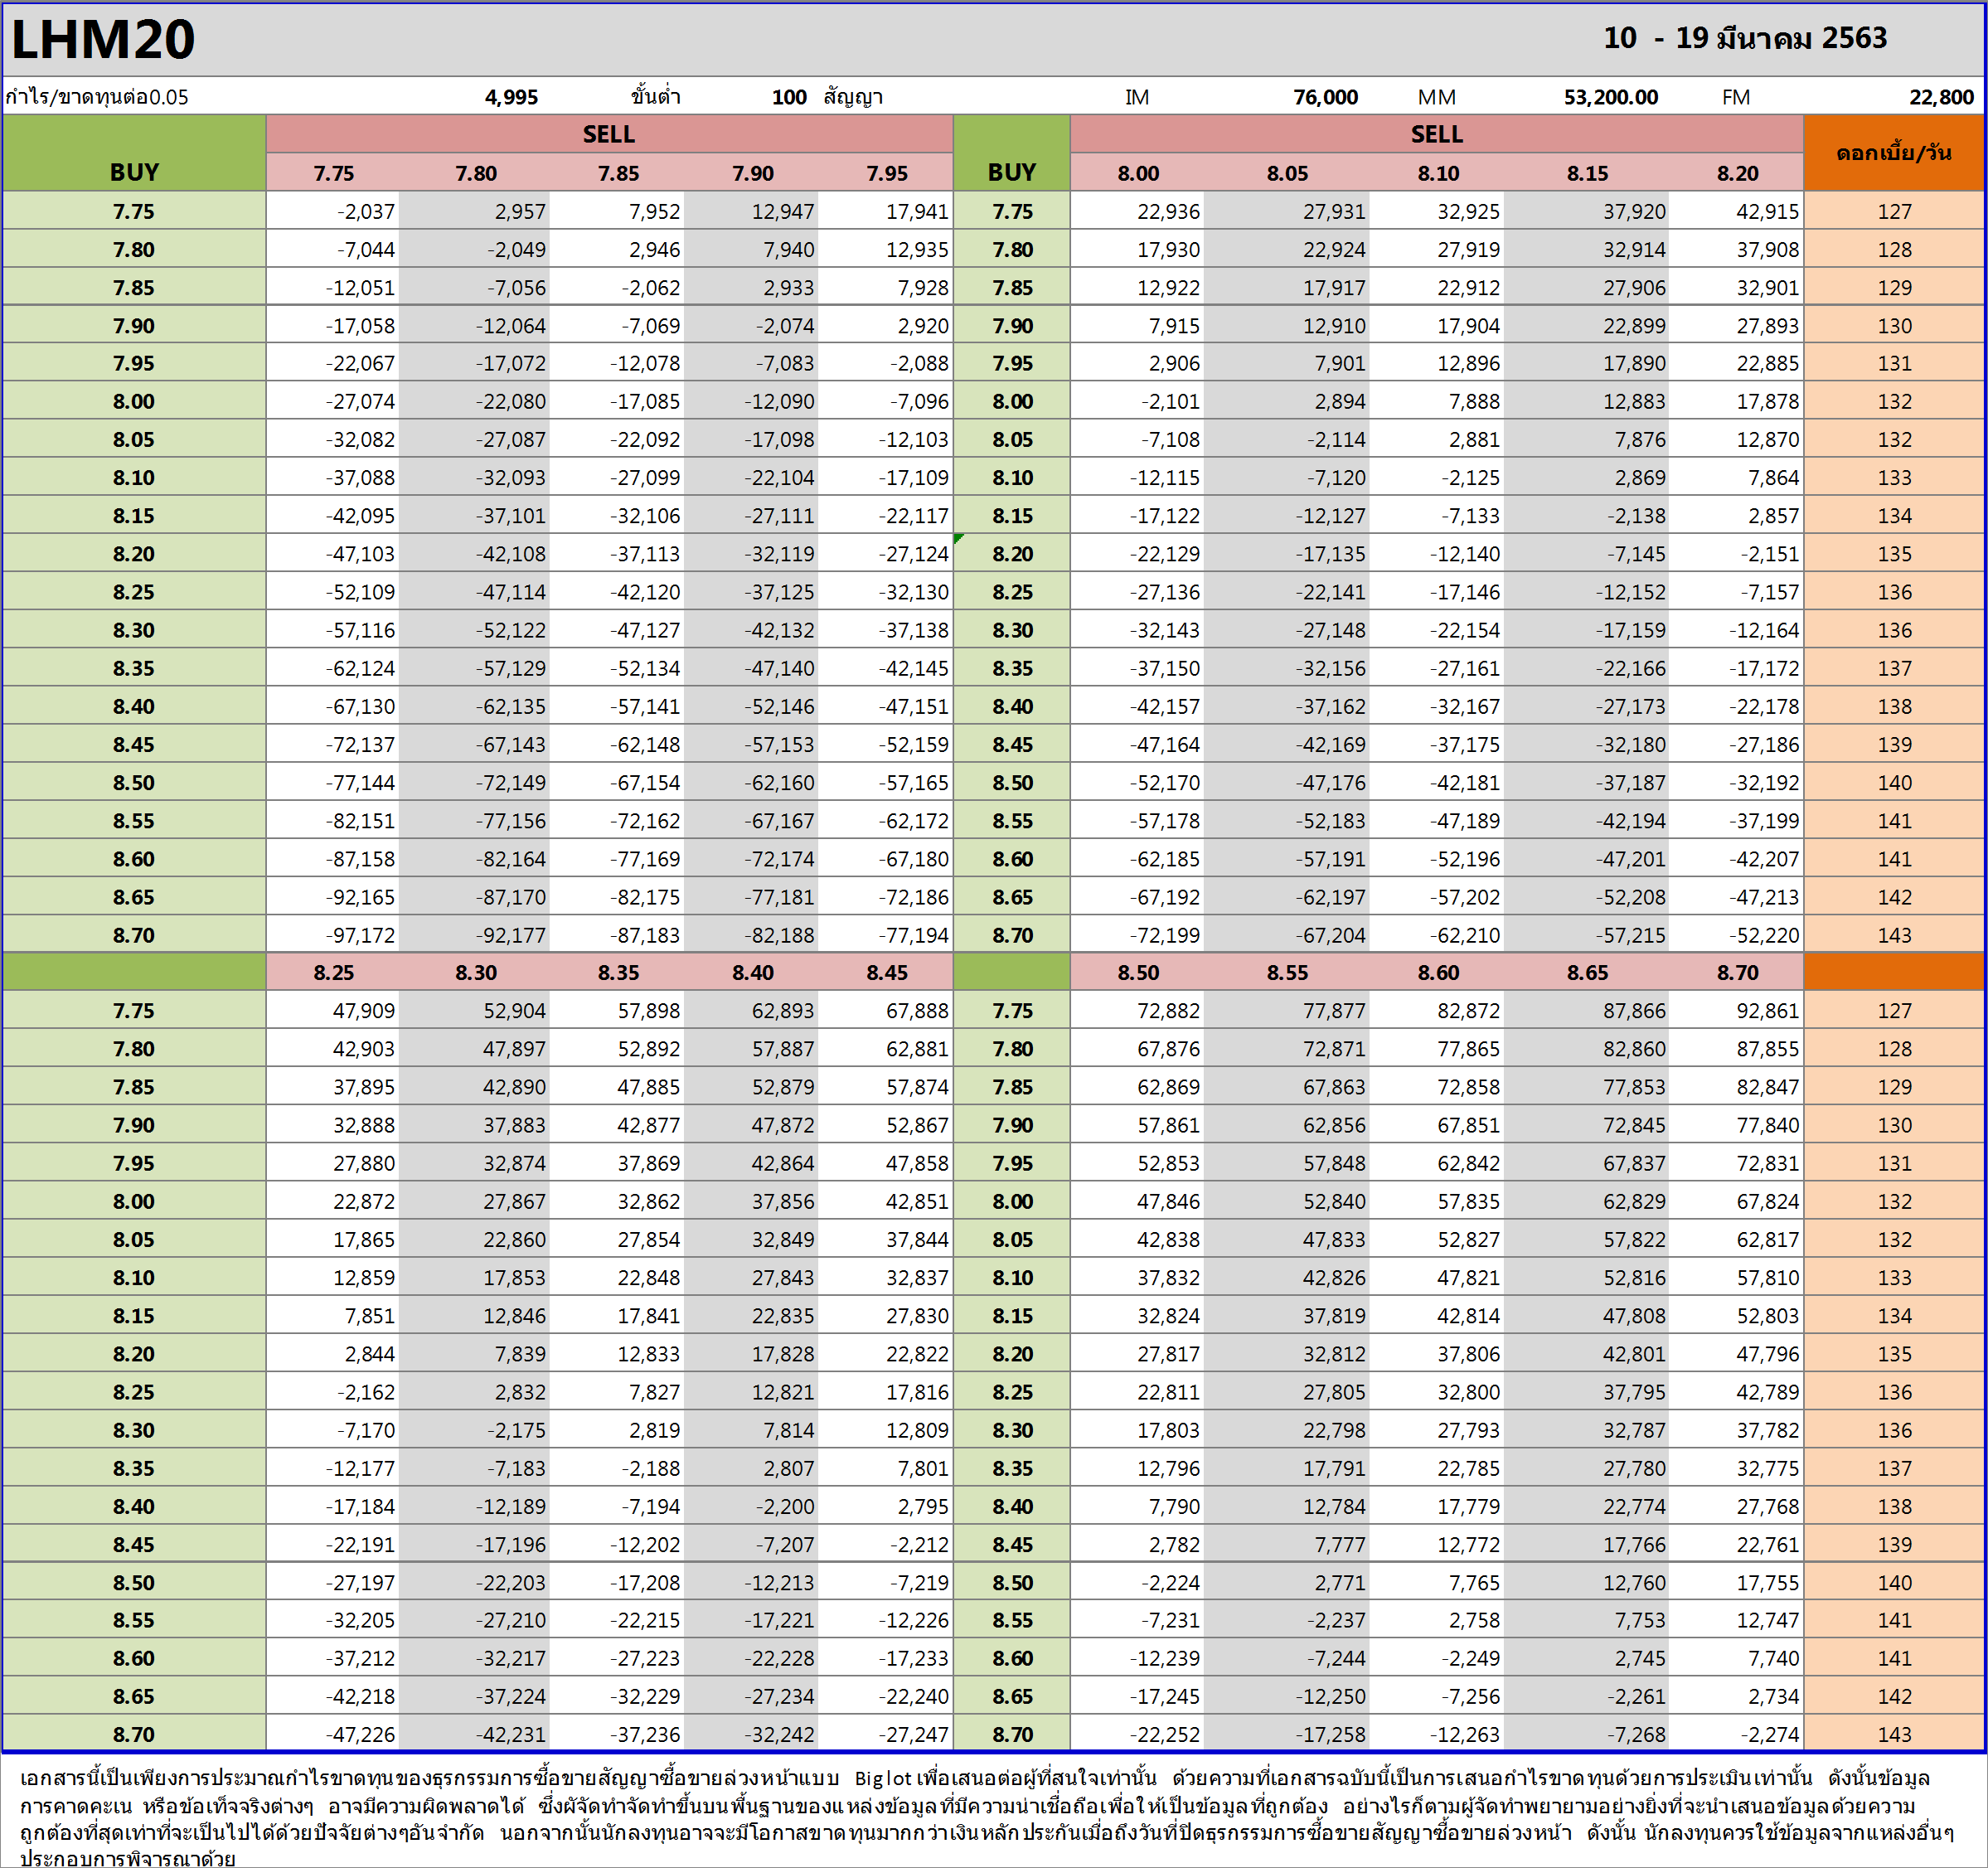 LHM20 10 - 19 มีนาคม 2563
กำไร/ขาดทุนต่อ0.05 4,995 ขั้นต่ำ 100 สัญญา IM 76,000 MM 53,200.00 FM 22,800
SELL SELL
BUY 7.75 7.80 7.85 7.90 7.95 BUY 8.00 8.05 8.10 8.15 8.20 ดอกเบี้ย/วัน
7.75 -2,037 2,957 7,952 12,947 17,941 7.75 22,936 27,931 32,925 37,920 42,915 127
7.80 -7,044 -2,049 2,946 7,940 12,935 7.80 17,930 22,924 27,919 32,914 37,908 128
7.85 -12,051 -7,056 -2,062 2,933 7,928 7.85 12,922 17,917 22,912 27,906 32,901 129
7.90 -17,058 -12,064 -7,069 -2,074 2,920 7.90 7,915 12,910 17,904 22,899 27,893 130
7.95 -22,067 -17,072 -12,078 -7,083 -2,088 7.95 2,906 7,901 12,896 17,890 22,885 131
8.00 -27,074 -22,080 -17,085 -12,090 -7,096 8.00 -2,101 2,894 7,888 12,883 17,878 132
8.05 -32,082 -27,087 -22,092 -17,098 -12,103 8.05 -7,108 -2,114 2,881 7,876 12,870 132
8.10 -37,088 -32,093 -27,099 -22,104 -17,109 8.10 -12,115 -7,120 -2,125 2,869 7,864 133
8.15 -42,095 -37,101 -32,106 -27,111 -22,117 8.15 -17,122 -12,127 -7,133 -2,138 2,857 134
8.20 -47,103 -42,108 -37,113 -32,119 -27,124 8.20 -22,129 -17,135 -12,140 -7,145 -2,151 135
8.25 -52,109 -47,114 -42,120 -37,125 -32,130 8.25 -27,136 -22,141 -17,146 -12,152 -7,157 136
8.30 -57,116 -52,122 -47,127 -42,132 -37,138 8.30 -32,143 -27,148 -22,154 -17,159 -12,164 136
8.35 -62,124 -57,129 -52,134 -47,140 -42,145 8.35 -37,150 -32,156 -27,161 -22,166 -17,172 137
8.40 -67,130 -62,135 -57,141 -52,146 -47,151 8.40 -42,157 -37,162 -32,167 -27,173 -22,178 138
8.45 -72,137 -67,143 -62,148 -57,153 -52,159 8.45 -47,164 -42,169 -37,175 -32,180 -27,186 139
8.50 -77,144 -72,149 -67,154 -62,160 -57,165 8.50 -52,170 -47,176 -42,181 -37,187 -32,192 140
8.55 -82,151 -77,156 -72,162 -67,167 -62,172 8.55 -57,178 -52,183 -47,189 -42,194 -37,199 141
8.60 -87,158 -82,164 -77,169 -72,174 -67,180 8.60 -62,185 -57,191 -52,196 -47,201 -42,207 141
8.65 -92,165 -87,170 -82,175 -77,181 -72,186 8.65 -67,192 -62,197 -57,202 -52,208 -47,213 142
8.70 -97,172 -92,177 -87,183 -82,188 -77,194 8.70 -72,199 -67,204 -62,210 -57,215 -52,220 143
8.25 8.30 8.35 8.40 8.45 8.50 8.55 8.60 8.65 8.70
7.75 47,909 52,904 57,898 62,893 67,888 7.75 72,882 77,877 82,872 87,866 92,861 127
7.80 42,903 47,897 52,892 57,887 62,881 7.80 67,876 72,871 77,865 82,860 87,855 128
7.85 37,895 42,890 47,885 52,879 57,874 7.85 62,869 67,863 72,858 77,853 82,847 129
7.90 32,888 37,883 42,877 47,872 52,867 7.90 57,861 62,856 67,851 72,845 77,840 130
7.95 27,880 32,874 37,869 42,864 47,858 7.95 52,853 57,848 62,842 67,837 72,831 131
8.00 22,872 27,867 32,862 37,856 42,851 8.00 47,846 52,840 57,835 62,829 67,824 132
8.05 17,865 22,860 27,854 32,849 37,844 8.05 42,838 47,833 52,827 57,822 62,817 132
8.10 12,859 17,853 22,848 27,843 32,837 8.10 37,832 42,826 47,821 52,816 57,810 133
8.15 7,851 12,846 17,841 22,835 27,830 8.15 32,824 37,819 42,814 47,808 52,803 134
8.20 2,844 7,839 12,833 17,828 22,822 8.20 27,817 32,812 37,806 42,801 47,796 135
8.25 -2,162 2,832 7,827 12,821 17,816 8.25 22,811 27,805 32,800 37,795 42,789 136
8.30 -7,170 -2,175 2,819 7,814 12,809 8.30 17,803 22,798 27,793 32,787 37,782 136
8.35 -12,177 -7,183 -2,188 2,807 7,801 8.35 12,796 17,791 22,785 27,780 32,775 137
8.40 -17,184 -12,189 -7,194 -2,200 2,795 8.40 7,790 12,784 17,779 22,774 27,768 138
8.45 -22,191 -17,196 -12,202 -7,207 -2,212 8.45 2,782 7,777 12,772 17,766 22,761 139
8.50 -27,197 -22,203 -17,208 -12,213 -7,219 8.50 -2,224 2,771 7,765 12,760 17,755 140
8.55 -32,205 -27,210 -22,215 -17,221 -12,226 8.55 -7,231 -2,237 2,758 7,753 12,747 141
8.60 -37,212 -32,217 -27,223 -22,228 -17,233 8.60 -12,239 -7,244 -2,249 2,745 7,740 141
8.65 -42,218 -37,224 -32,229 -27,234 -22,240 8.65 -17,245 -12,250 -7,256 -2,261 2,734 142
8.70 -47,226 -42,231 -37,236 -32,242 -27,247 8.70 -22,252 -17,258 -12,263 -7,268 -2,274 143
เอกสารนี้เป็นเพียงการประมาณกำไรขาดทุนของธุรกรรมการซื้อขายสัญญาซื้อขายล่วงหน้าแบบ Big lot เพื่อเสนอต่อผู้ที่สนใจเท่านั้น ด้วยความที่เอกสารฉบับนี้เป็นการเสนอกำไรขาดทุนด้วยการประเมินเท่านั้น ดังนั้นข้อมูล
การคาดคะเน หรือข้อเท็จจริงต่างๆ อาจมีความผิดพลาดได้ ซึ่งผัจัดทำจัดทำขึ้นบนพื้นฐานของแหล่งข้อมูลที่มีความน่าเชื่อถือเพื่อให้เป็นข้อมูลที่ถูกต้อง อย่างไรก็ตามผู้จัดทำพยายามอย่างยิ่งที่จะนำเสนอข้อมูลด้วยความ
ถูกต้องที่สุดเท่าที่จะเป็นไปได้ด้วยปัจจัยต่างๆอันจำกัด นอกจากนั้นนักลงทุนอาจจะมีโอกาสขาดทุนมากกว่าเงินหลักประกันเมื่อถึงวันที่ปิดธุรกรรมการซื้อขายสัญญาซื้อขายล่วงหน้า ดังนั้น นักลงทุนควรใช้ข้อมูลจากแหล่งอื่นๆ
ประกอบการพิจารณาด้วย